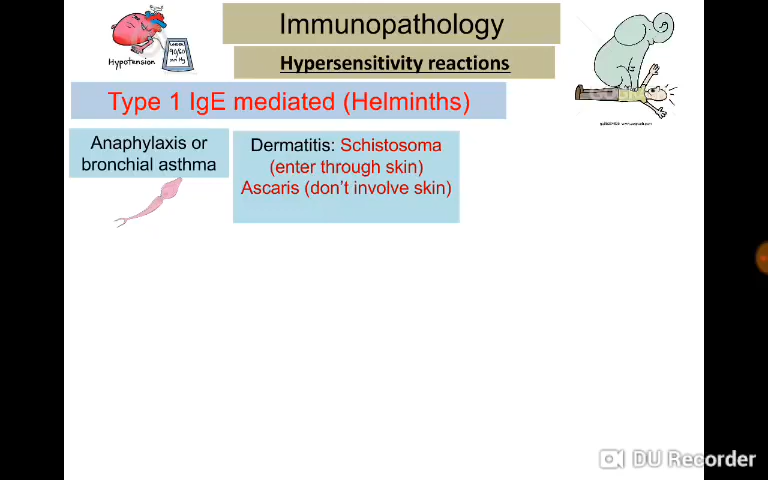 Immunopathology
Hypersensitivity reactions
Hypotension
Type 1 IgE mediated (Helminths)
Anaphylaxis or
bronchial asthma
Dermatitis: Schistosoma
(enter through skin)
Ascaris (don't involve skin)
DU Recorder